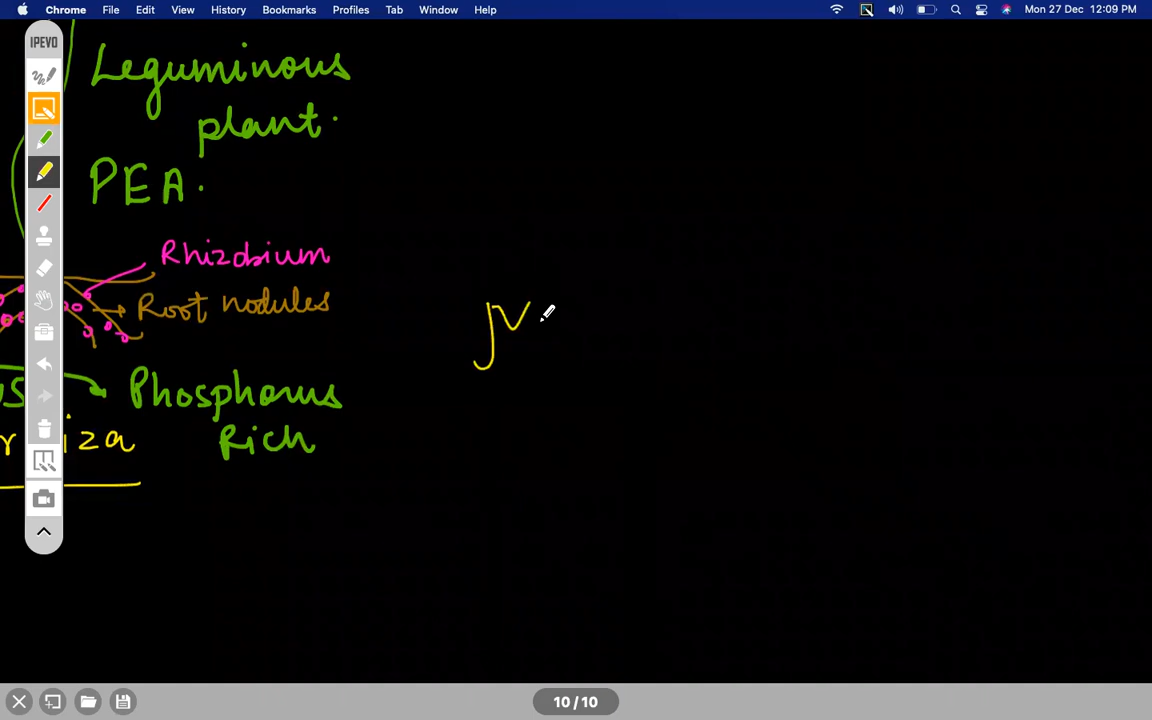 Chrome File Edit View History Bookmarks Profiles Tab Window Help Mon 27 Dec 12:09 PM
IPEVO
Leguminous
plant.
PEA.
Rhizobium
Root nodules
Phosphorus
iza Rich
10/10